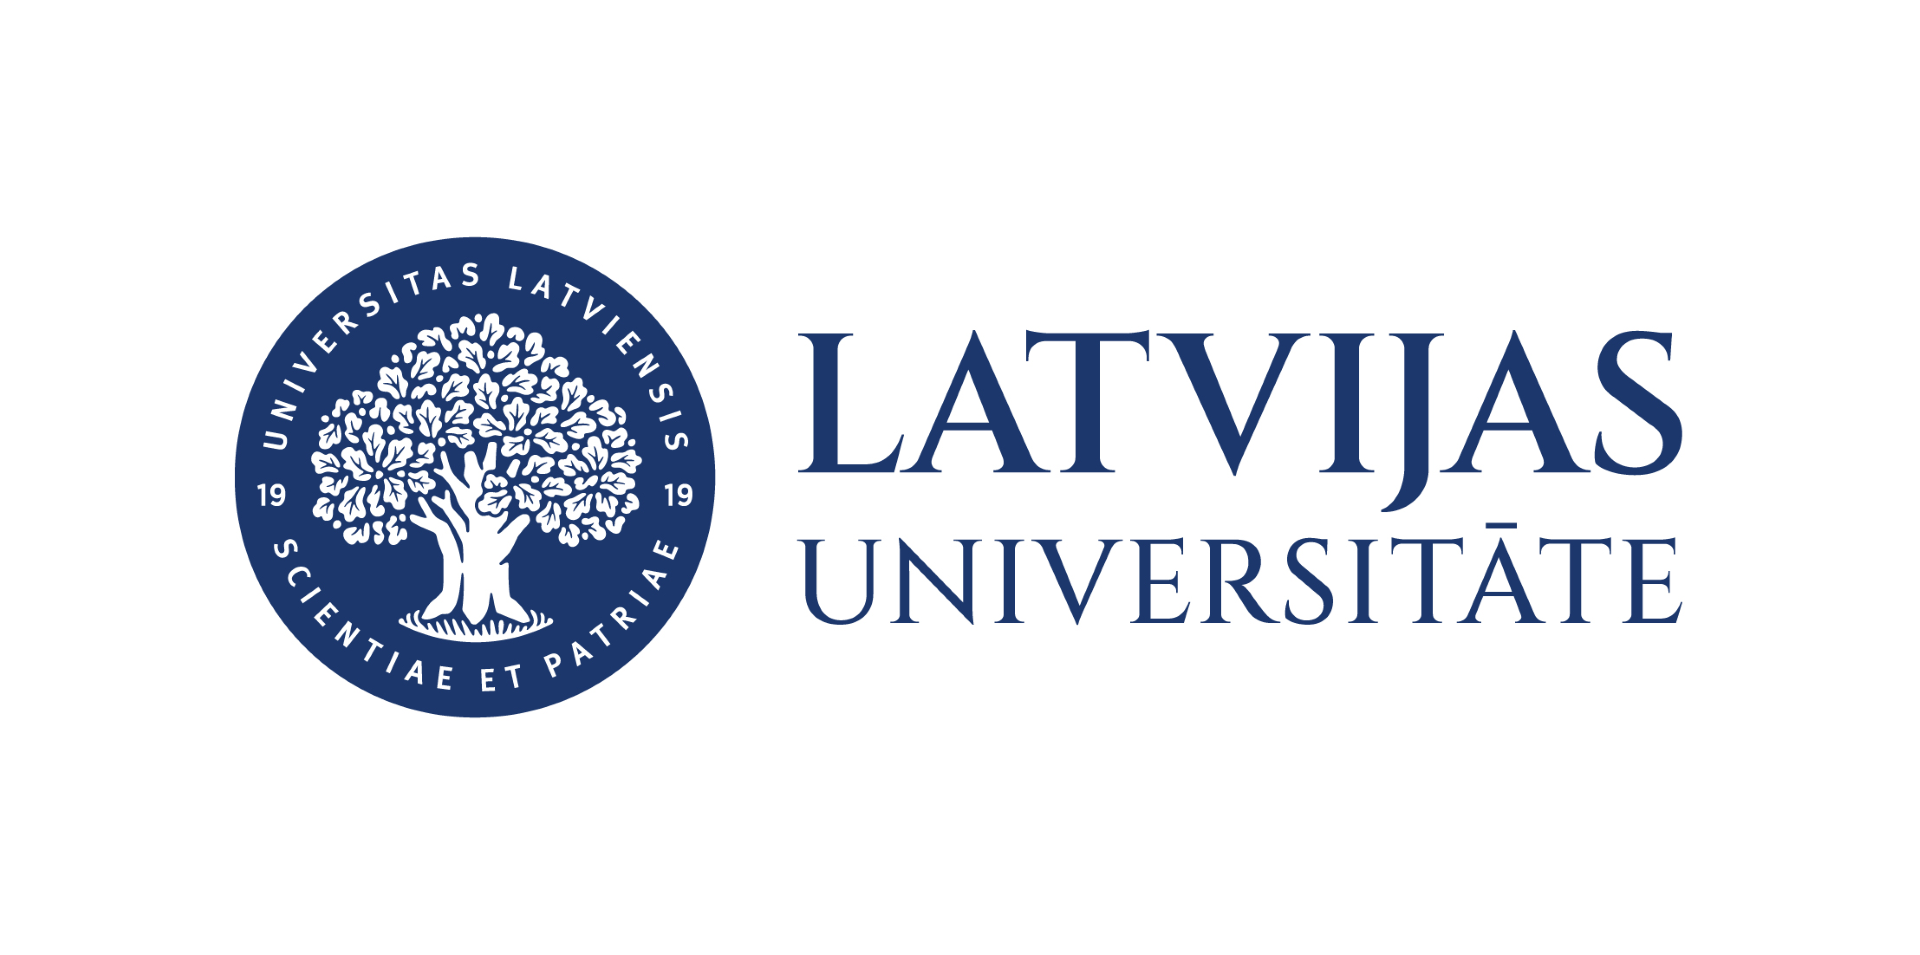 UNIVERSITAS LATVIENSIS
19 19
SCIENTIAE ET PATRIAE
LATVIJAS
UNIVERSITĀTE